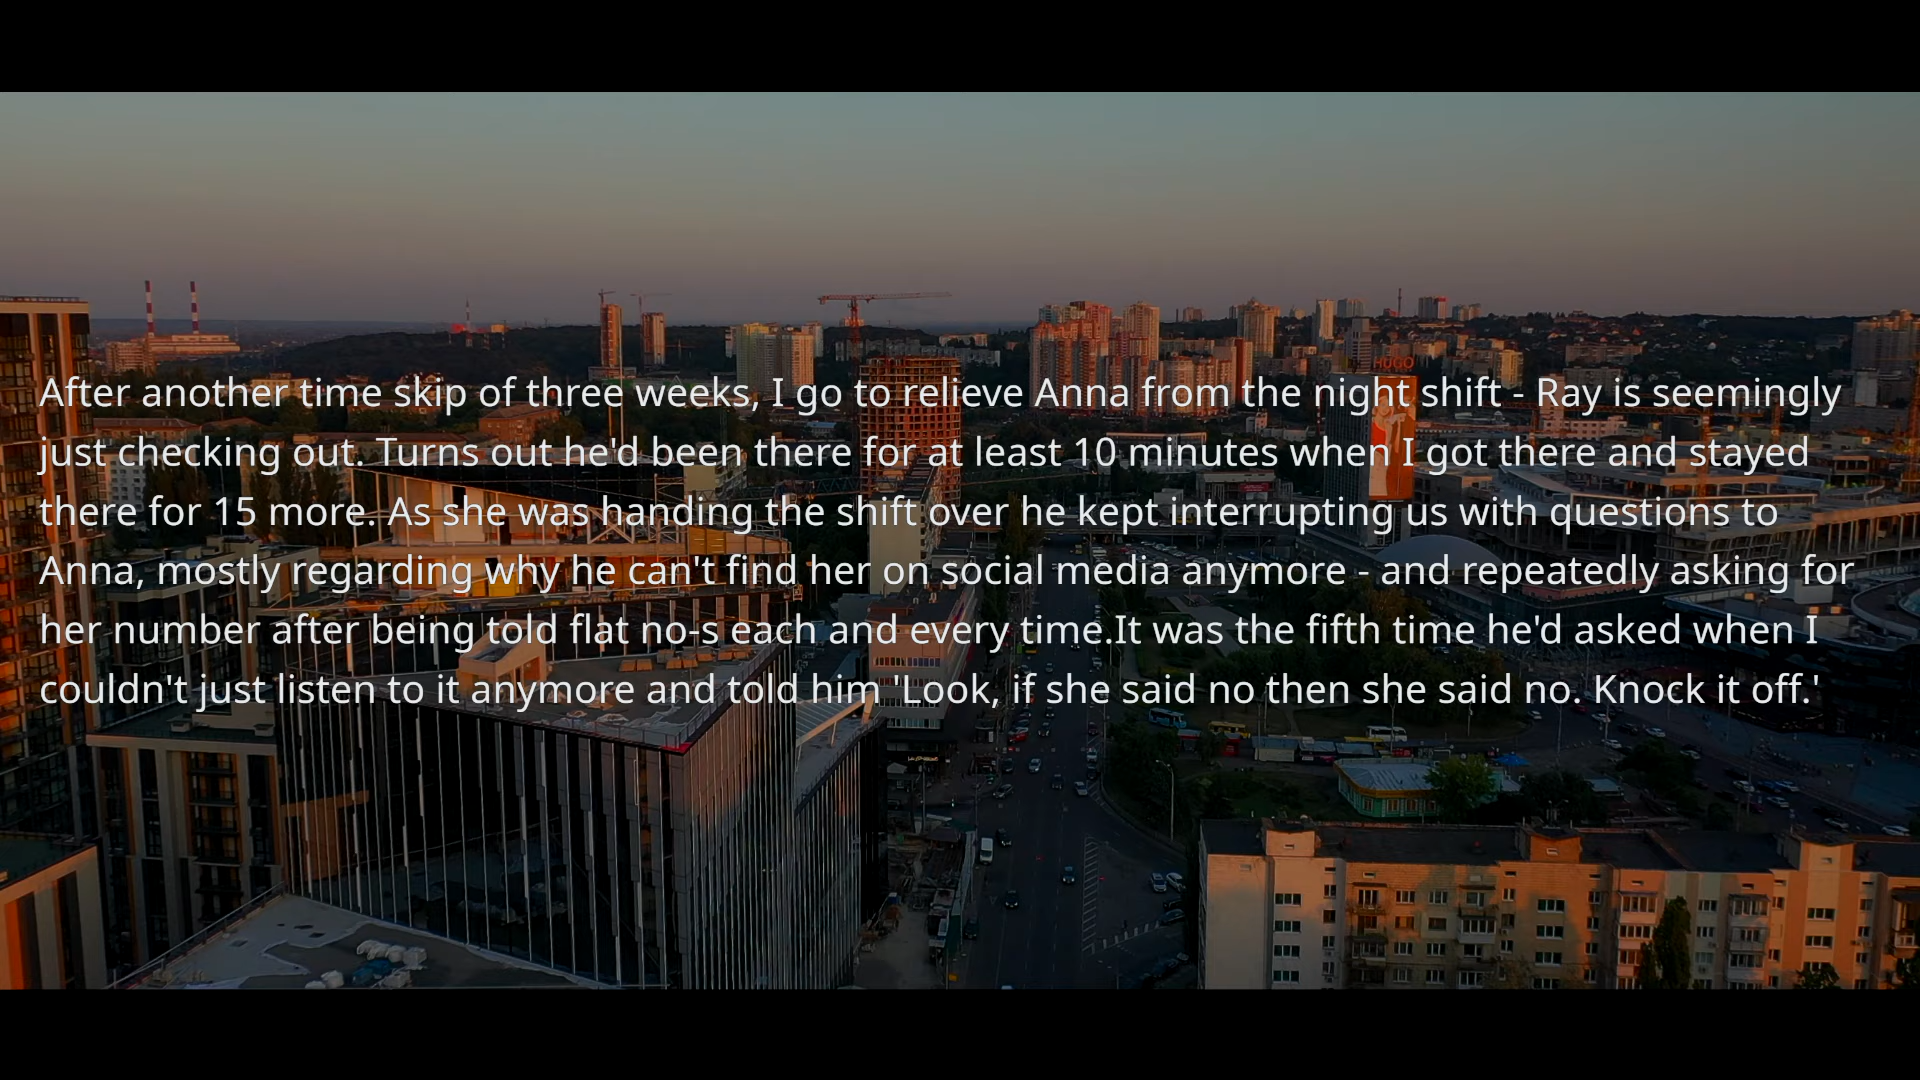 HUGO
After another time skip of three weeks, I go to relieve Anna from the night shift - Ray is seemingly
just checking out. Turns out he'd been there for at least 10 minutes when I got there and stayed
there for 15 more. As she was handing the shift over he kept interrupting us with questions to
Anna, mostly regarding why he can't find her on social media anymore - and repeatedly asking for
her number after being told flat no-s each and every time.It was the fifth time he'd asked when I
couldn't just listen to it anymore and told him 'Look, if she said no then she said no. Knock it off.'